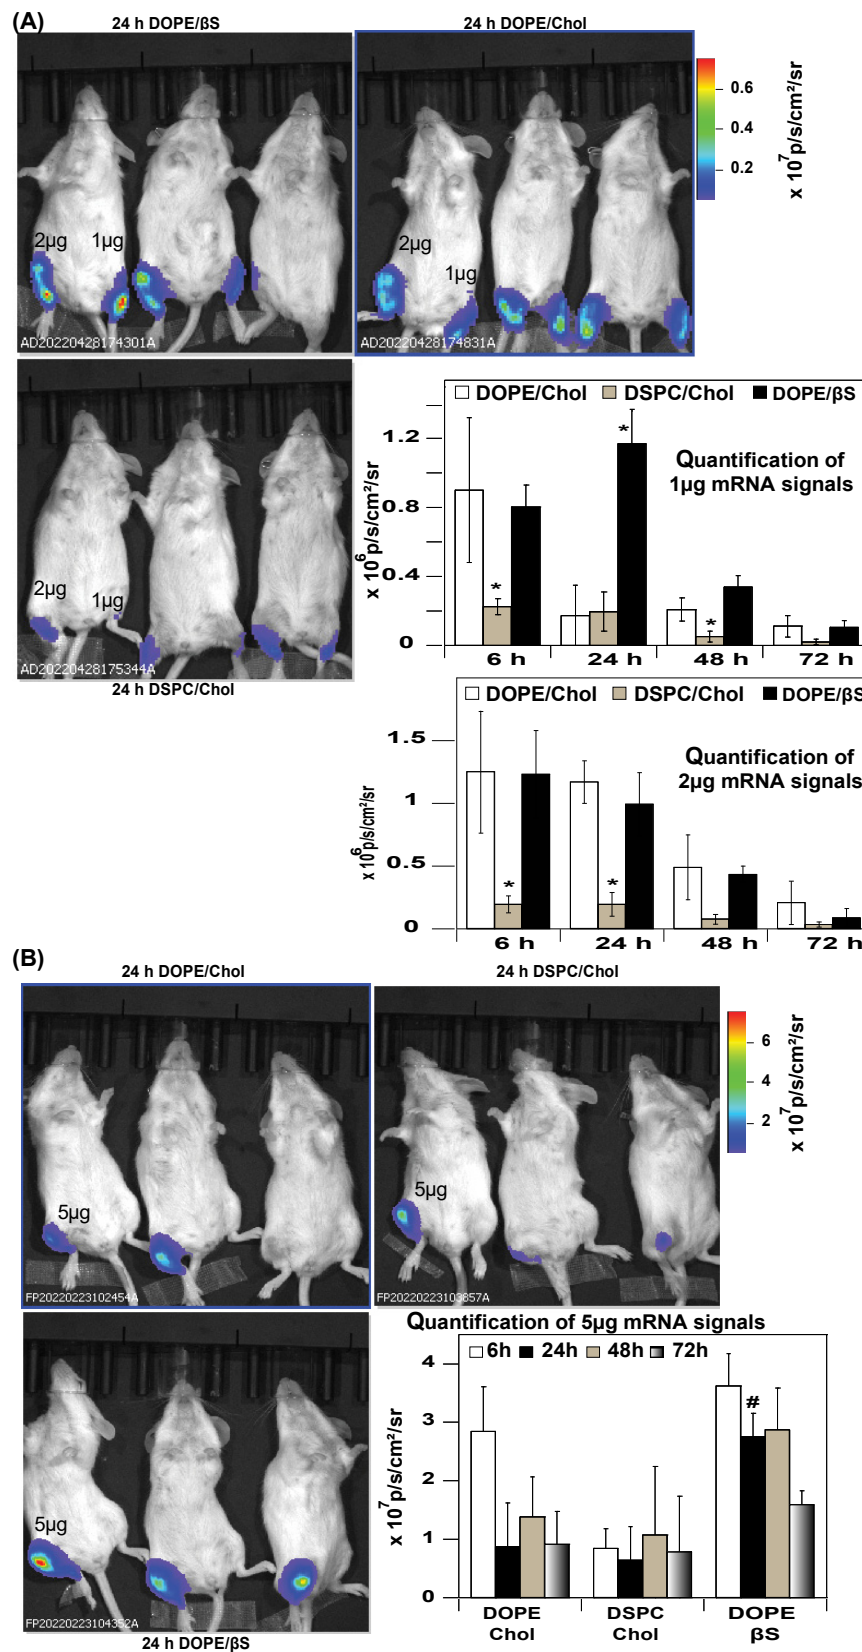 (A)
24 h DOPE/βS
24 h DOPE/Chol
0.6
0.4
0.2
x 10⁷p/s/cm²/sr
2µg
1µg
AD20220428174301A
2µg
1µg
AD20220428174831A
2µg
1µg
AD20220428175344A
24 h DSPC/Chol
DOPE/Chol DSPC/Chol DOPE/βS
Quantification of
1µg mRNA signals
x 10⁶p/s/cm²/sr
1.2
0.8
0.4
0
*
*
*
6 h 24 h 48 h 72 h
DOPE/Chol DSPC/Chol DOPE/βS
Quantification of
2µg mRNA signals
x 10⁶p/s/cm²/sr
1.5
1
0.5
0
*
*
6 h 24 h 48 h 72 h
(B)
24 h DOPE/Chol
24 h DSPC/Chol
6
4
2
x 10⁷p/s/cm²/sr
5µg
FP20220223102454A
5µg
FP20220223103857A
5µg
FP20220223104352A
24 h DOPE/βS
Quantification of 5µg mRNA signals
6h 24h 48h 72h
x 10⁷p/s/cm²/sr
4
3
2
1
0
#
DOPE
Chol
DSPC
Chol
DOPE
βS